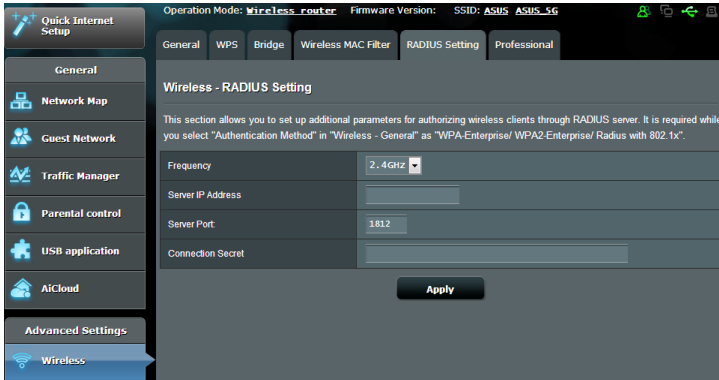 Quick Internet Setup
Operation Mode: Wireless router Firmware Version: SSID: ASUS ASUS_5G
General WPS Bridge Wireless MAC Filter RADIUS Setting Professional
General
Network Map
Guest Network
Traffic Manager
Parental control
USB application
AiCloud
Advanced Settings
Wireless
Wireless - RADIUS Setting
This section allows you to set up additional parameters for authorizing wireless clients through RADIUS server. It is required while
you select "Authentication Method" in "Wireless - General" as "WPA-Enterprise/ WPA2-Enterprise/ Radius with 802.1x".
Frequency 2.4GHz
Server IP Address
Server Port: 1812
Connection Secret
Apply